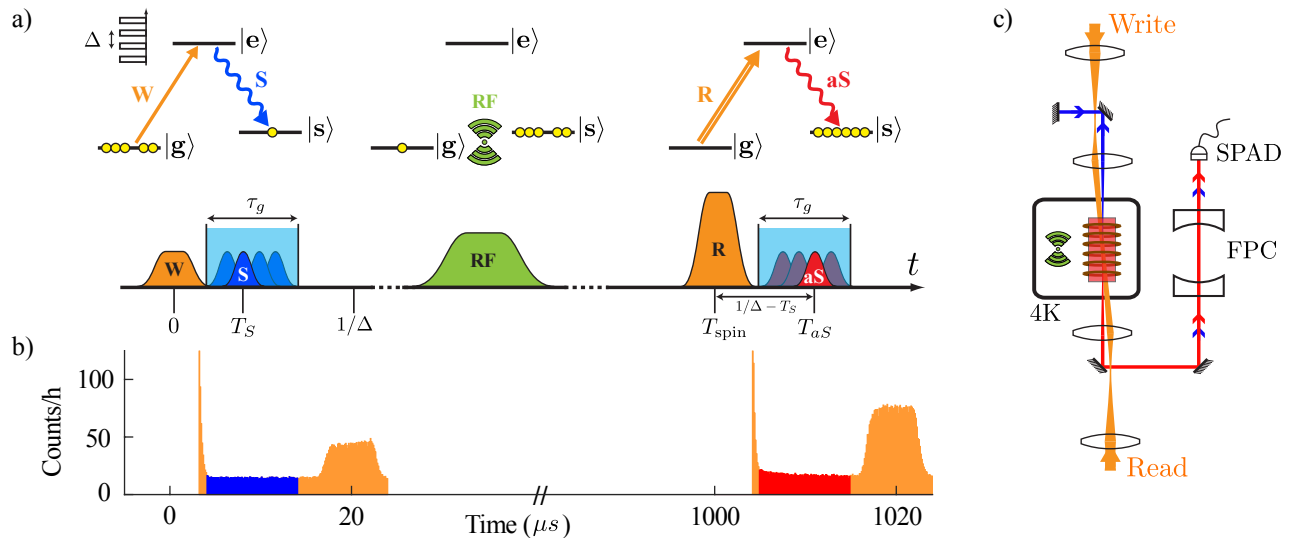 a)
Δ
|e⟩
W
S
|g⟩
|s⟩
|e⟩
RF
|g⟩
|s⟩
|e⟩
R
aS
|g⟩
|s⟩
τg
τg
W
S
RF
R
aS
t
1/Δ − TS
0
TS
1/Δ
Tspin
TaS
b)
Counts/h
100
50
0
0
20
1000
1020
Time (μs)
c)
Write
SPAD
FPC
4K
Read